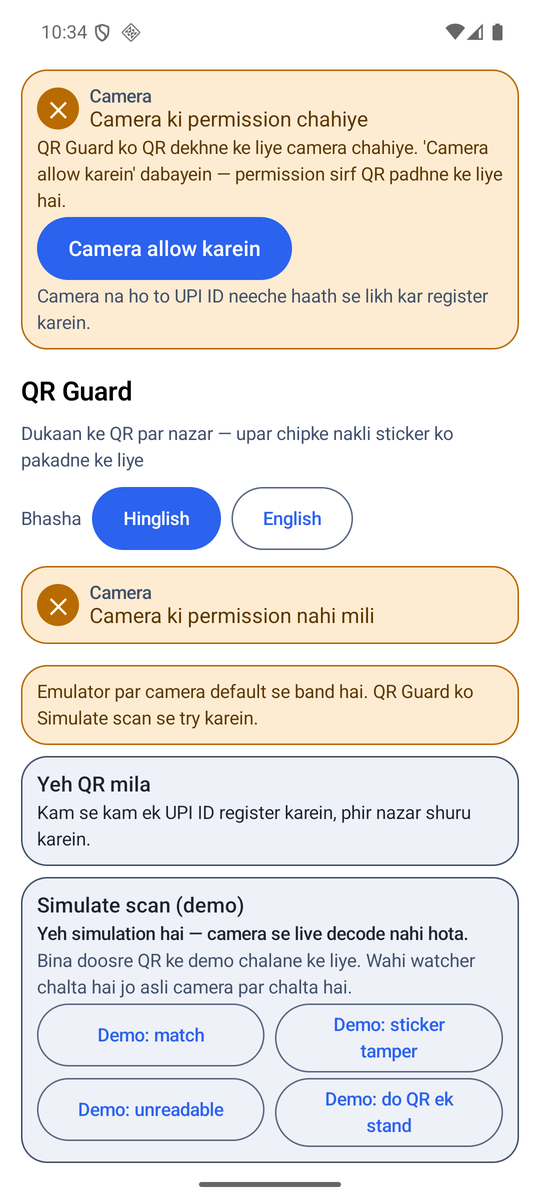 10:34
Camera
Camera ki permission chahiye
QR Guard ko QR dekhne ke liye camera chahiye. 'Camera
allow karein' dabayein — permission sirf QR padhne ke liye
hai.
Camera allow karein
Camera na ho to UPI ID neeche haath se likh kar register
karein.
QR Guard
Dukaan ke QR par nazar — upar chipke nakli sticker ko
pakadne ke liye
Bhasha
Hinglish
English
Camera
Camera ki permission nahi mili
Emulator par camera default se band hai. QR Guard ko
Simulate scan se try karein.
Yeh QR mila
Kam se kam ek UPI ID register karein, phir nazar shuru
karein.
Simulate scan (demo)
Yeh simulation hai — camera se live decode nahi hota.
Bina doosre QR ke demo chalane ke liye. Wahi watcher
chalta hai jo asli camera par chalta hai.
Demo: match
Demo: sticker
tamper
Demo: unreadable
Demo: do QR ek
stand